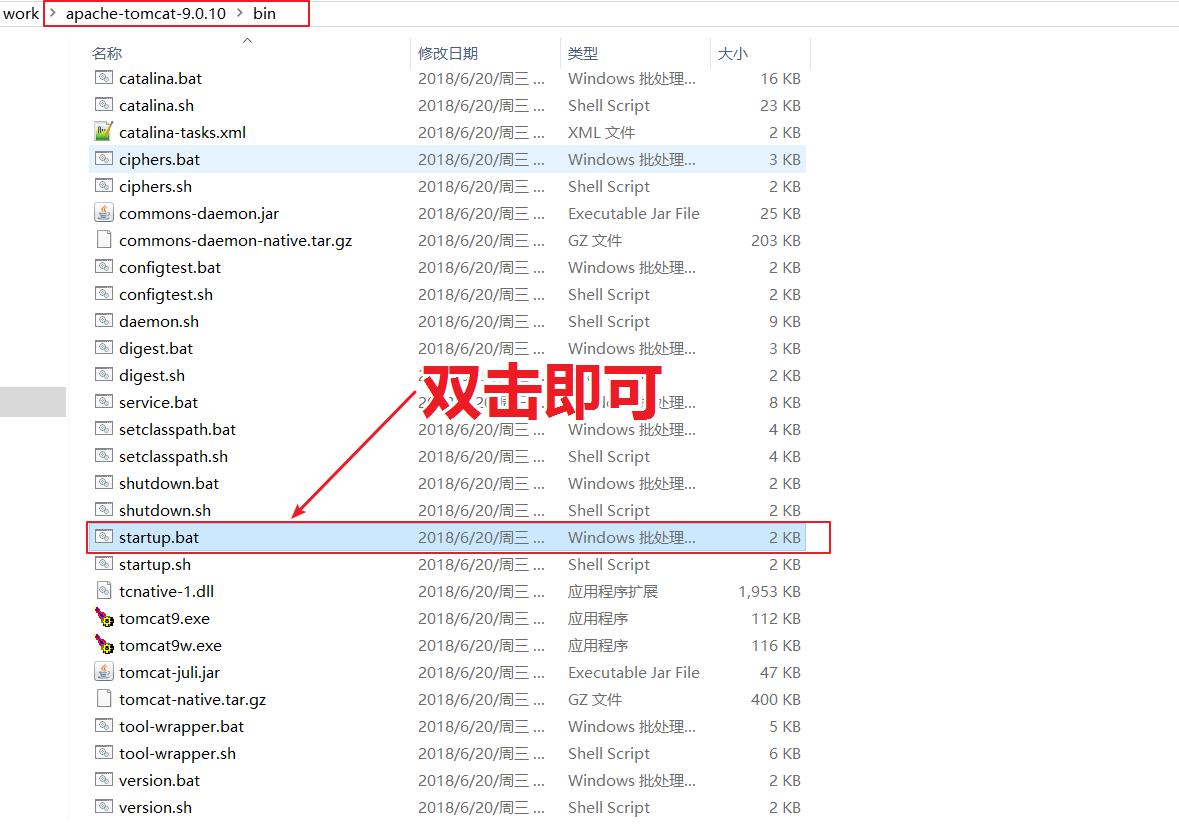 work > apache-tomcat-9.0.10 > bin
名称 修改日期 类型 大小
catalina.bat 2018/6/20/周三 ... Windows 批处理... 16 KB
catalina.sh 2018/6/20/周三 ... Shell Script 23 KB
catalina-tasks.xml 2018/6/20/周三 ... XML 文件 2 KB
ciphers.bat 2018/6/20/周三 ... Windows 批处理... 3 KB
ciphers.sh 2018/6/20/周三 ... Shell Script 2 KB
commons-daemon.jar 2018/6/20/周三 ... Executable Jar File 25 KB
commons-daemon-native.tar.gz 2018/6/20/周三 ... GZ 文件 203 KB
configtest.bat 2018/6/20/周三 ... Windows 批处理... 2 KB
configtest.sh 2018/6/20/周三 ... Shell Script 2 KB
daemon.sh 2018/6/20/周三 ... Shell Script 9 KB
digest.bat 2018/6/20/周三 ... Windows 批处理... 3 KB
digest.sh 2018/6/20/周三 ... Shell Script 2 KB
双击即可
service.bat 8 KB
setclasspath.bat 2018/6/20/周三 ... Windows 批处理... 4 KB
setclasspath.sh 2018/6/20/周三 ... Shell Script 4 KB
shutdown.bat 2018/6/20/周三 ... Windows 批处理... 2 KB
shutdown.sh 2018/6/20/周三 ... Shell Script 2 KB
startup.bat 2018/6/20/周三 ... Windows 批处理... 2 KB
startup.sh 2018/6/20/周三 ... Shell Script 2 KB
tcnative-1.dll 2018/6/20/周三 ... 应用程序扩展 1,953 KB
tomcat9.exe 2018/6/20/周三 ... 应用程序 112 KB
tomcat9w.exe 2018/6/20/周三 ... 应用程序 116 KB
tomcat-juli.jar 2018/6/20/周三 ... Executable Jar File 47 KB
tomcat-native.tar.gz 2018/6/20/周三 ... GZ 文件 400 KB
tool-wrapper.bat 2018/6/20/周三 ... Windows 批处理... 5 KB
tool-wrapper.sh 2018/6/20/周三 ... Shell Script 6 KB
version.bat 2018/6/20/周三 ... Windows 批处理... 2 KB
version.sh 2018/6/20/周三 ... Shell Script 2 KB